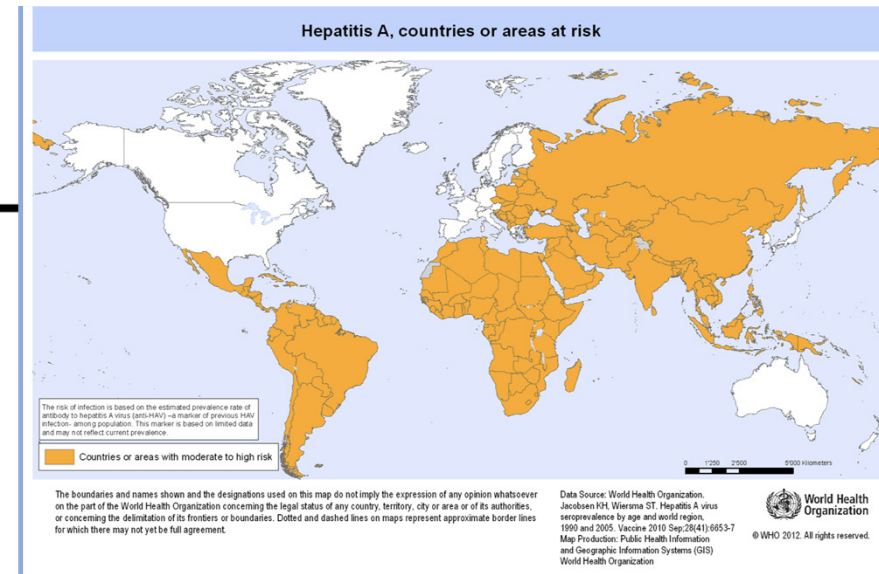 Hepatitis A, countries or areas at risk
The risk of infection is based on the estimated prevalence rate of
antibody to hepatitis A virus (anti-HAV) –a marker of previous HAV
infection- among population. This marker is based on limited data
and may not reflect current prevalence.
Countries or areas with moderate to high risk
0 1'250 2'500 5'000 Kilometers
The boundaries and names shown and the designations used on this map do not imply the expression of any opinion whatsoever
on the part of the World Health Organization concerning the legal status of any country, territory, city or area or of its authorities,
or concerning the delimitation of its frontiers or boundaries. Dotted and dashed lines on maps represent approximate border lines
for which there may not yet be full agreement.
Data Source: World Health Organization.
Jacobsen KH, Wiersma ST. Hepatitis A virus
seroprevalence by age and world region,
1990 and 2005. Vaccine 2010 Sep;28(41):6653-7
Map Production: Public Health Information
and Geographic Information Systems (GIS)
World Health Organization
World Health
Organization
© WHO 2012. All rights reserved.